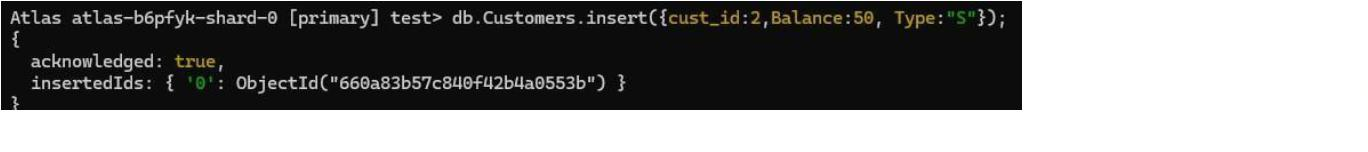 Atlas atlas-b6pfyk-shard-0 [primary] test> db.Customers.insert({cust_id:2,Balance:50, Type:"S"});
{
  acknowledged: true,
  insertedIds: { '0': ObjectId("660a83b57c840f42b4a0553b") }
}